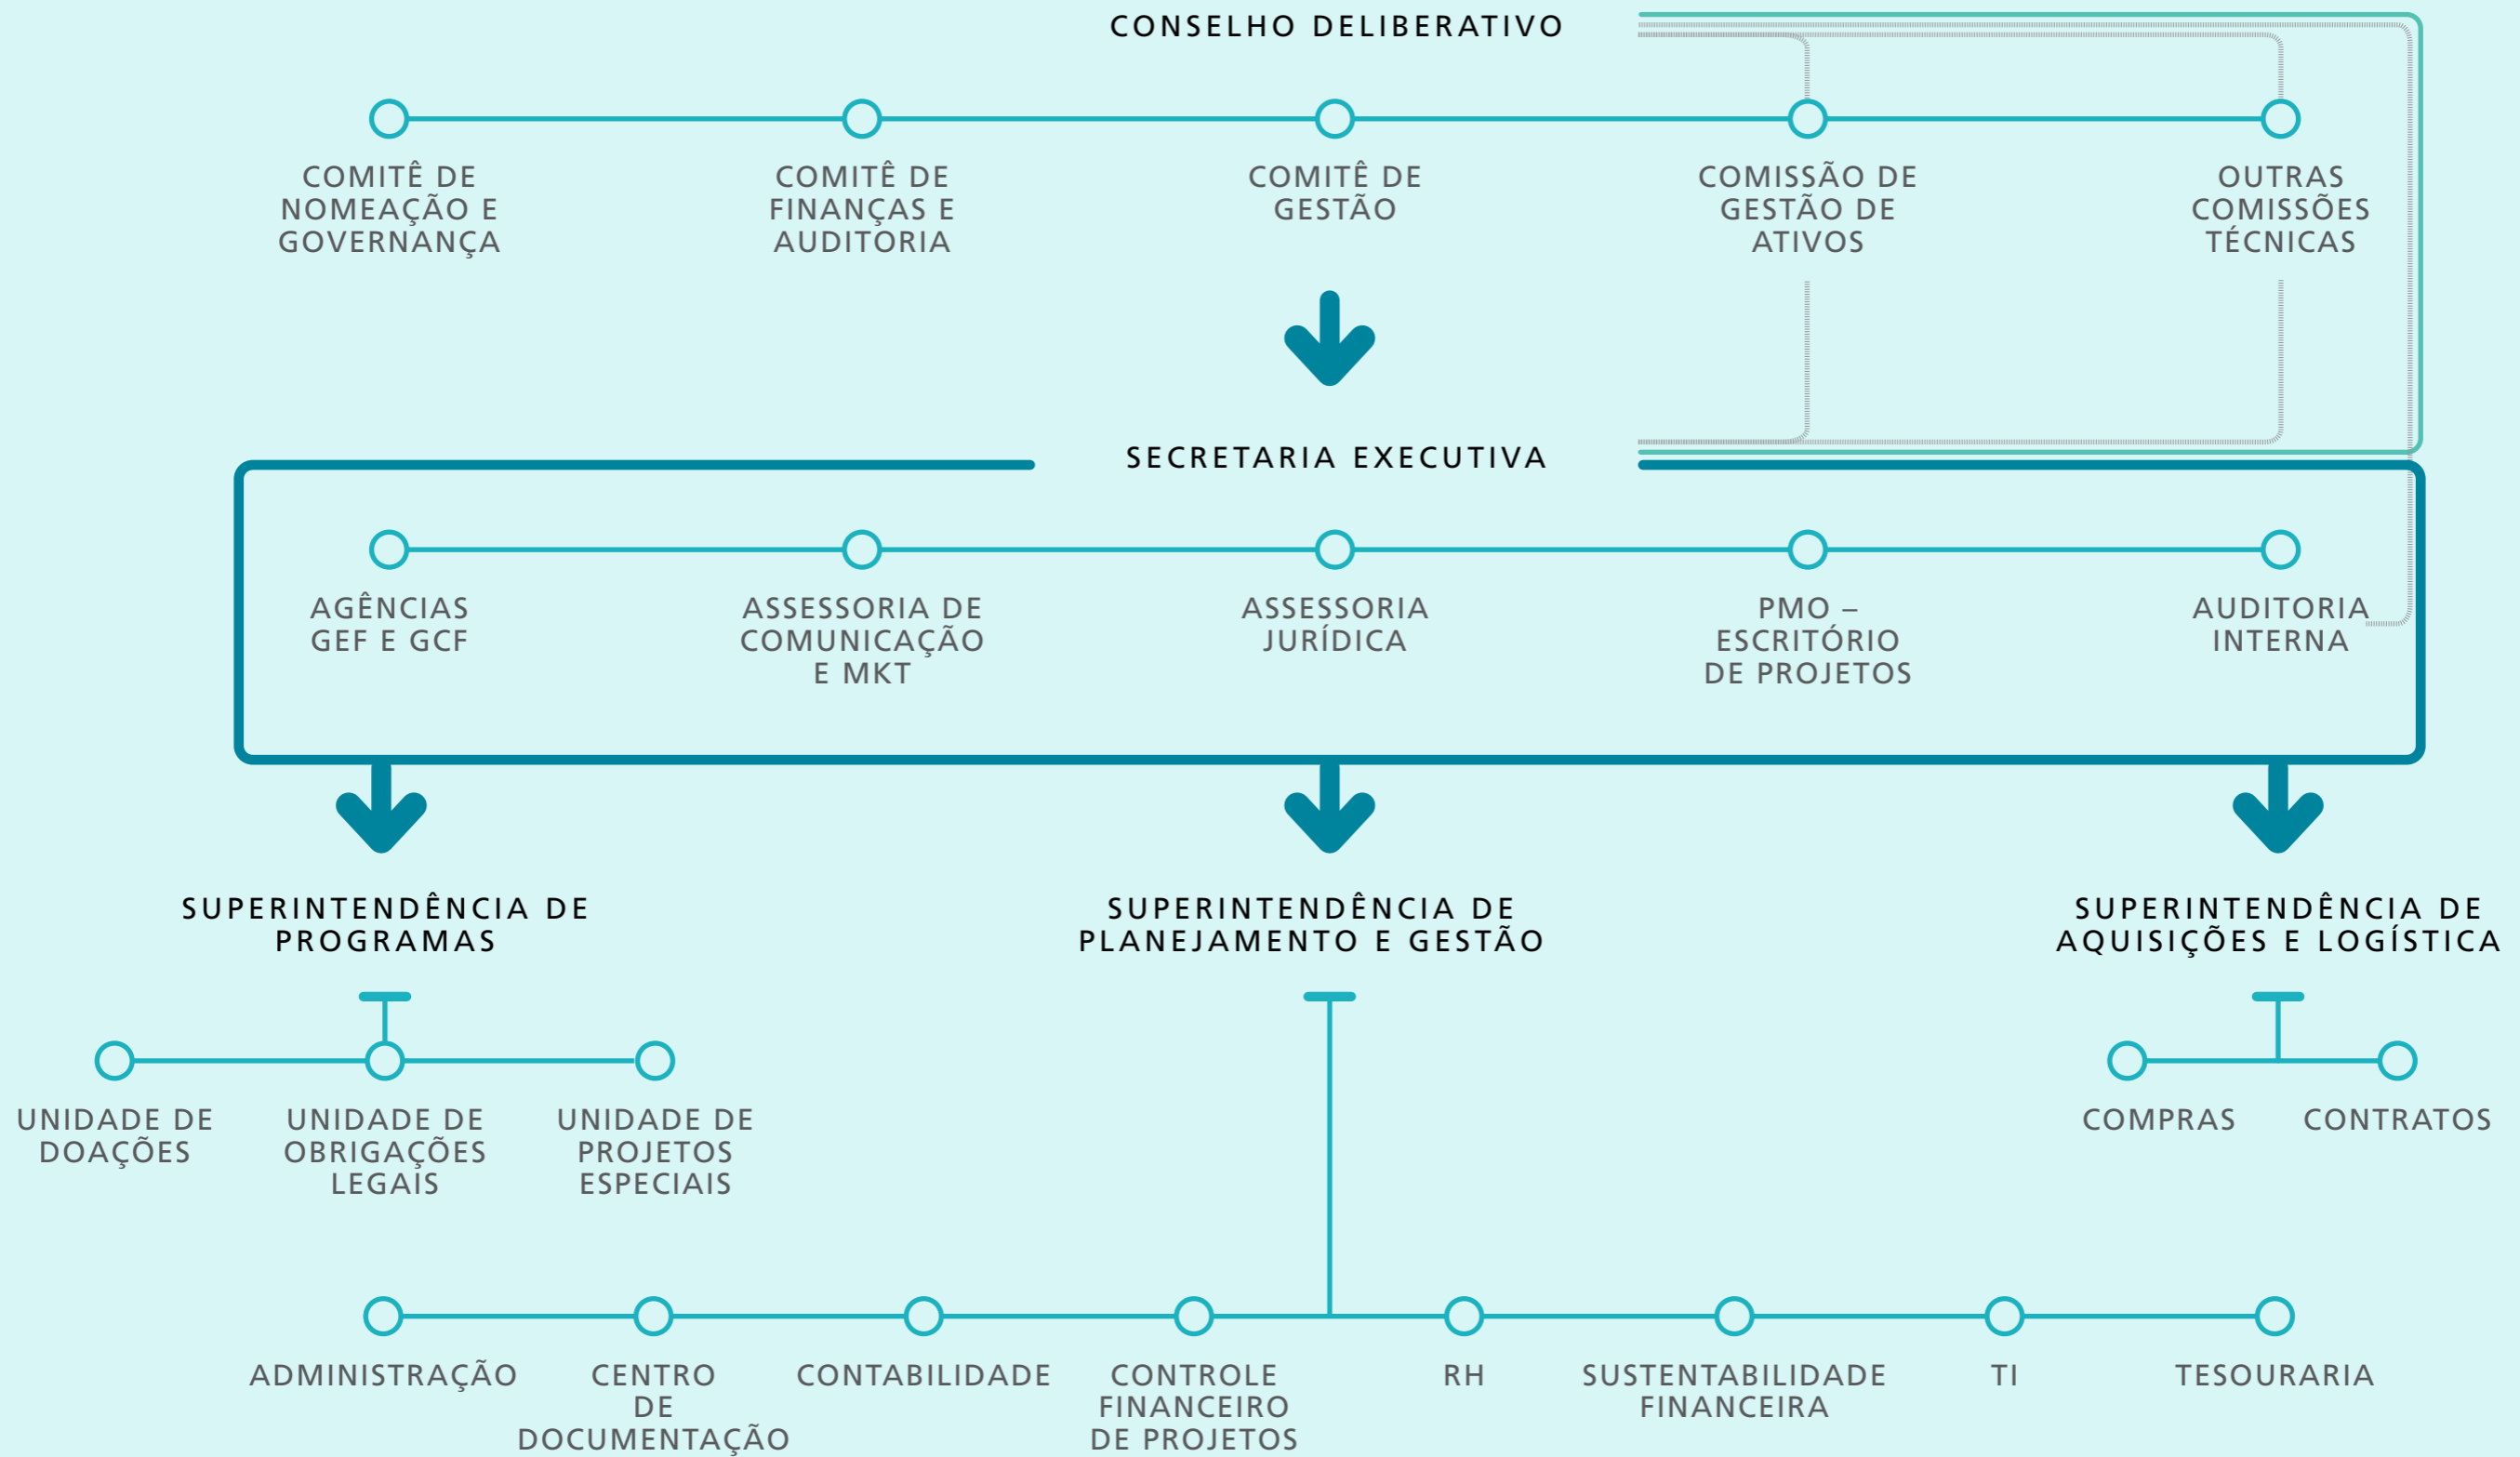 CONSELHO DELIBERATIVO
COMITÊ DE
NOMEAÇÃO E
GOVERNANÇA
COMITÊ DE
FINANÇAS E
AUDITORIA
COMITÊ DE
GESTÃO
COMISSÃO DE
GESTÃO DE
ATIVOS
OUTRAS
COMISSÕES
TÉCNICAS
SECRETARIA EXECUTIVA
AGÊNCIAS
GEF E GCF
ASSESSORIA DE
COMUNICAÇÃO
E MKT
ASSESSORIA
JURÍDICA
PMO –
ESCRITÓRIO
DE PROJETOS
AUDITORIA
INTERNA
SUPERINTENDÊNCIA DE
PROGRAMAS
SUPERINTENDÊNCIA DE
PLANEJAMENTO E GESTÃO
SUPERINTENDÊNCIA DE
AQUISIÇÕES E LOGÍSTICA
UNIDADE DE
DOAÇÕES
UNIDADE DE
OBRIGAÇÕES
LEGAIS
UNIDADE DE
PROJETOS
ESPECIAIS
COMPRAS
CONTRATOS
ADMINISTRAÇÃO
CENTRO
DE
DOCUMENTAÇÃO
CONTABILIDADE
CONTROLE
FINANCEIRO
DE PROJETOS
RH
SUSTENTABILIDADE
FINANCEIRA
TI
TESOURARIA